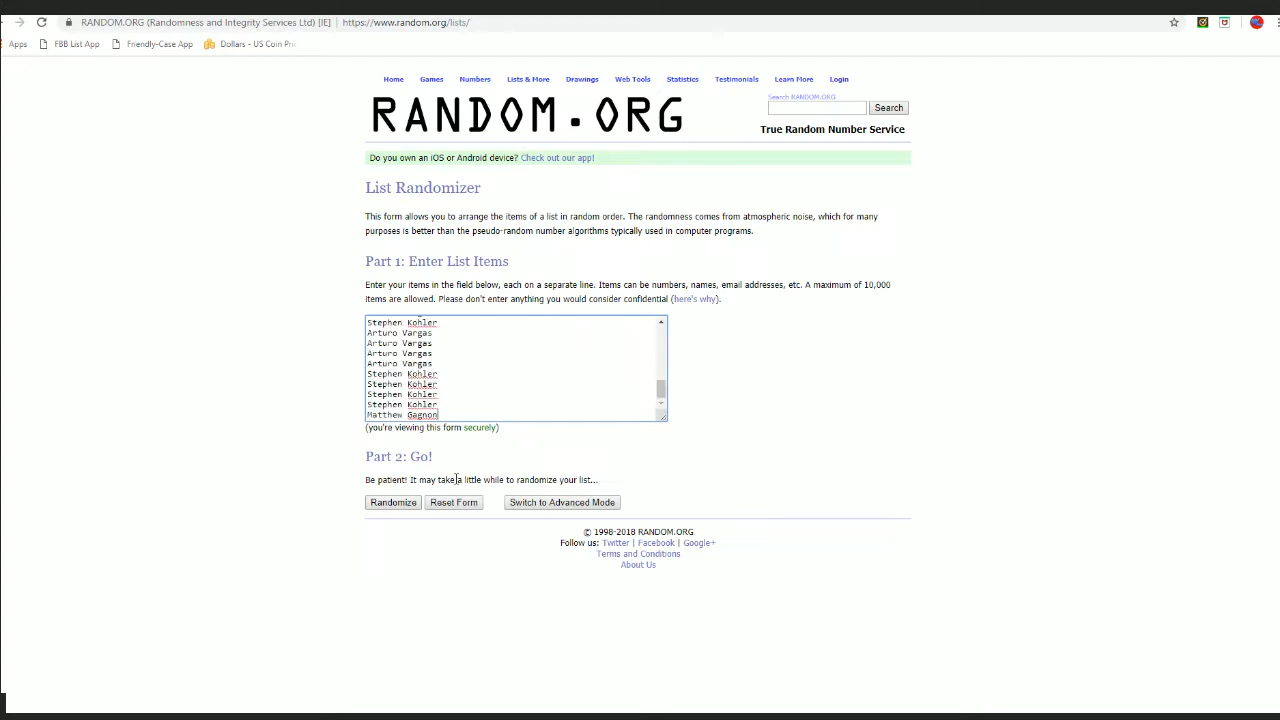 RANDOM.ORG (Randomness and Integrity Services Ltd) [IE] | https://www.random.org/lists/
Apps FBB List App Friendly-Case App Dollars - US Coin Pric
Home Games Numbers Lists & More Drawings Web Tools Statistics Testimonials Learn More Login
RANDOM.ORG
Search RANDOM.ORG
Search
True Random Number Service
Do you own an iOS or Android device? Check out our app!
List Randomizer
This form allows you to arrange the items of a list in random order. The randomness comes from atmospheric noise, which for many
purposes is better than the pseudo-random number algorithms typically used in computer programs.
Part 1: Enter List Items
Enter your items in the field below, each on a separate line. Items can be numbers, names, email addresses, etc. A maximum of 10,000
items are allowed. Please don't enter anything you would consider confidential (here's why).
Stephen Kohler
Arturo Vargas
Arturo Vargas
Arturo Vargas
Arturo Vargas
Stephen Kohler
Stephen Kohler
Stephen Kohler
Stephen Kohler
Matthew Gagnon
(you're viewing this form securely)
Part 2: Go!
Be patient! It may take a little while to randomize your list...
Randomize Reset Form Switch to Advanced Mode
© 1998-2018 RANDOM.ORG
Follow us: Twitter | Facebook | Google+
Terms and Conditions
About Us